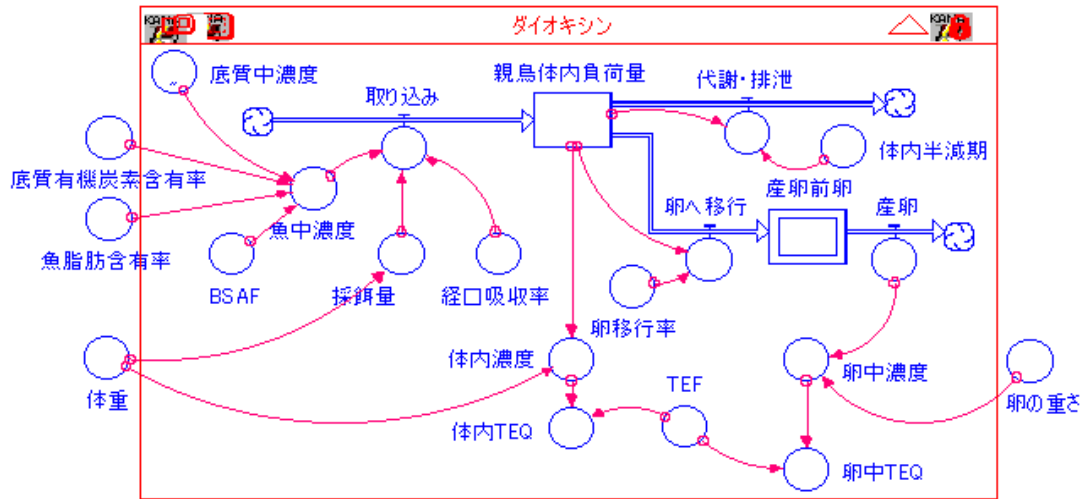 ダイオキシン
底質中濃度
親鳥体内負荷量
代謝・排泄
取り込み
体内半減期
底質有機炭素含有率
産卵前卵
卵へ移行
産卵
魚中濃度
魚脂肪含有率
BSAF
採餌量
経口吸収率
卵移行率
体内濃度
TEF
卵中濃度
体重
卵の重さ
体内TEQ
卵中TEQ